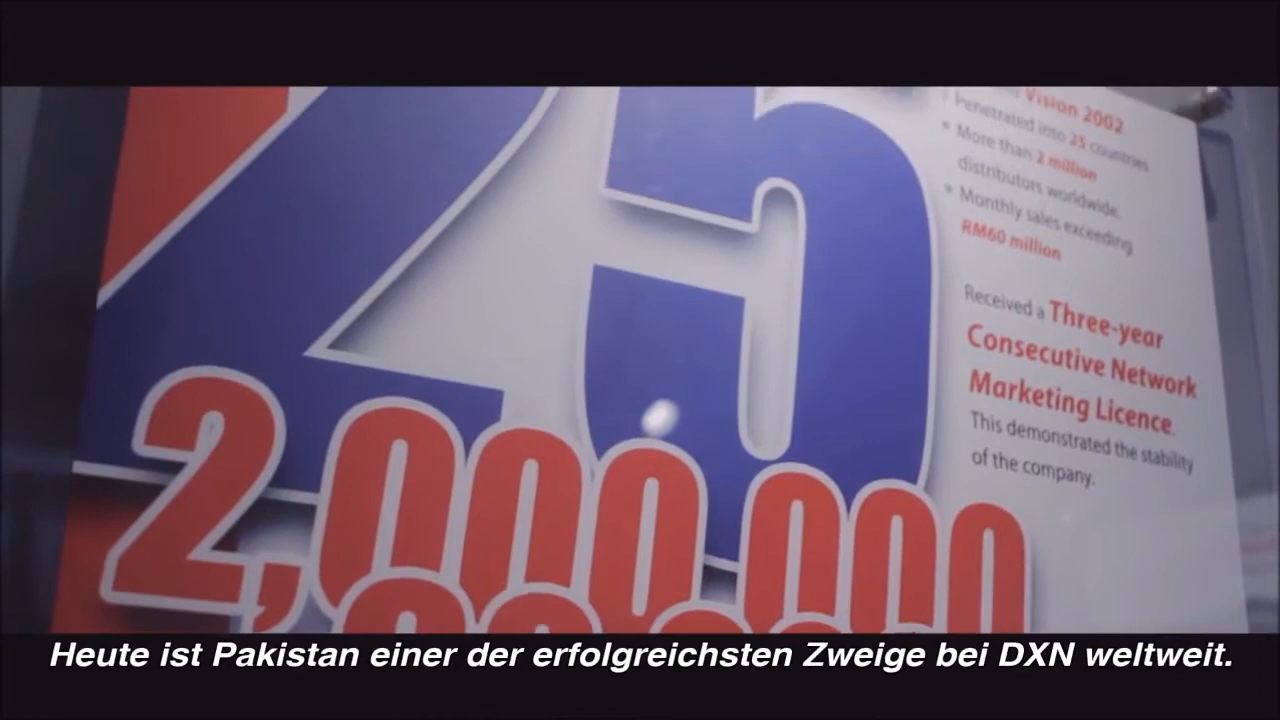 25
2,000,000
Vision 2002
Penetrated into 25 countries
More than 2 million
distributors worldwide.
Monthly sales exceeding
RM60 million
Received a Three-year
Consecutive Network
Marketing Licence.
This demonstrated the stability
of the company.
Heute ist Pakistan einer der erfolgreichsten Zweige bei DXN weltweit.